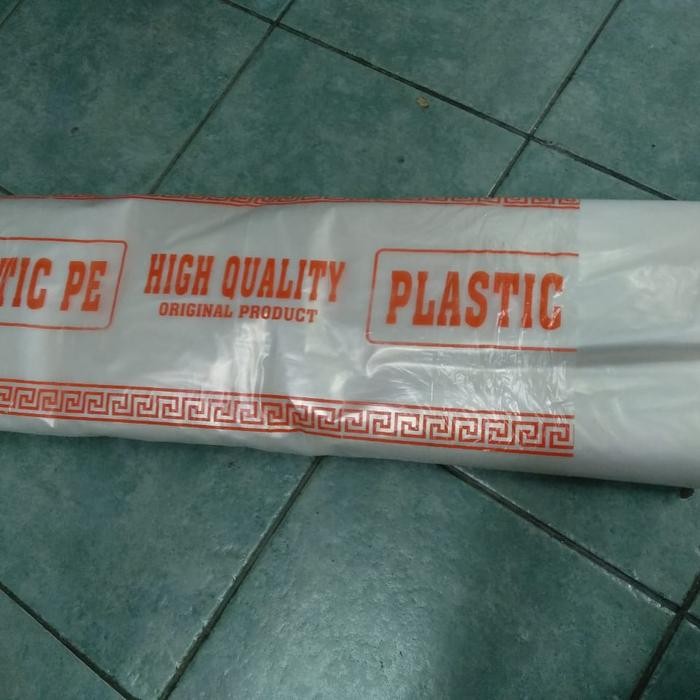 TIC PE
HIGH QUALITY
ORIGINAL PRODUCT
PLASTIC